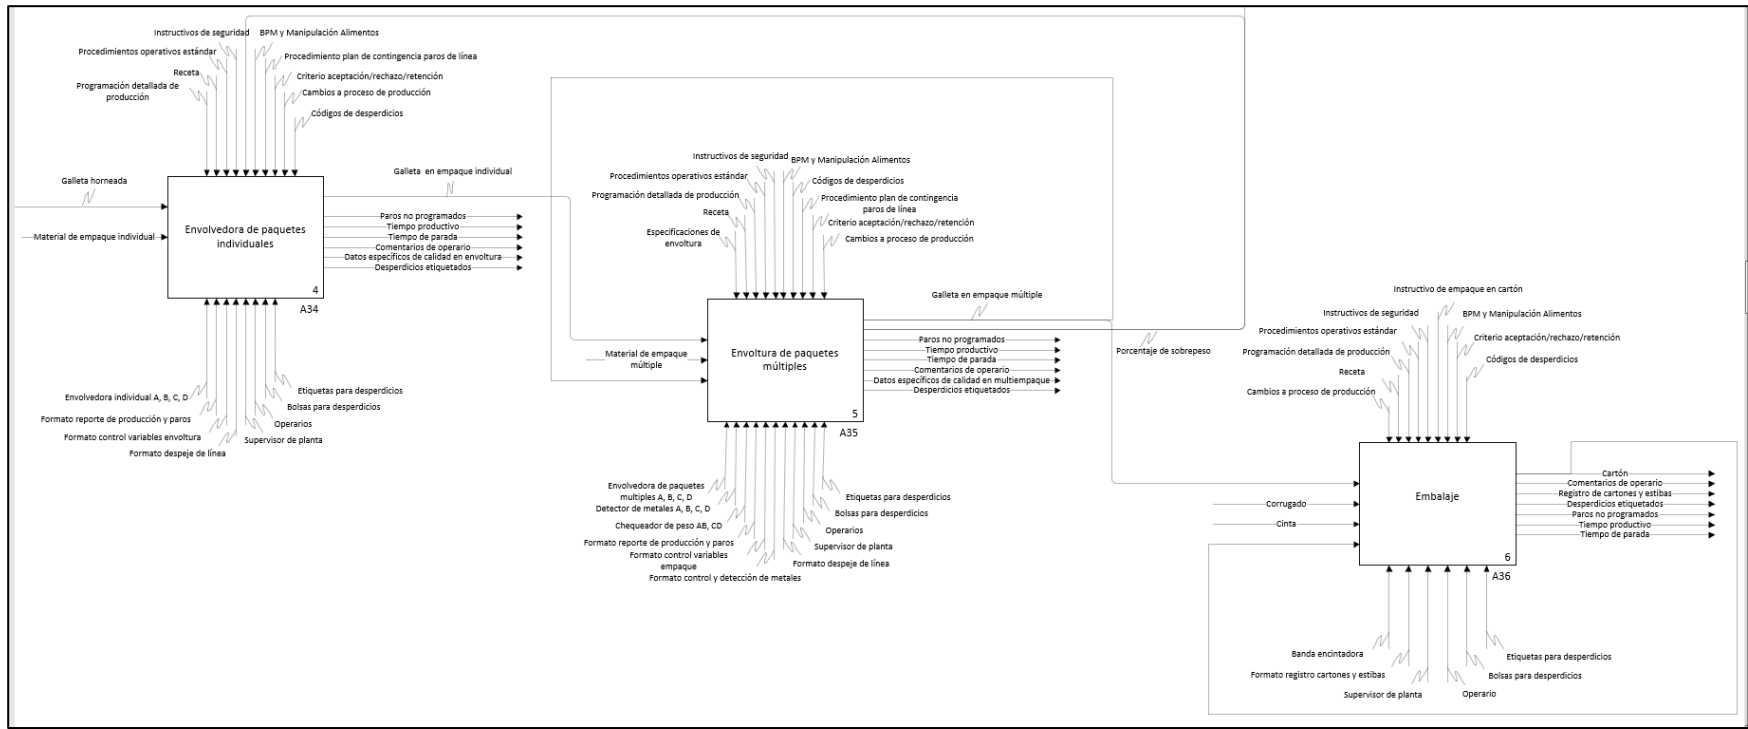 Instructivos de seguridad
BPM y Manipulación Alimentos
Procedimientos operativos estándar
Procedimiento plan de contingencia paros de línea
Receta
Criterio aceptación/rechazo/retención
Programación detallada de
producción
Cambios a proceso de producción
Códigos de desperdicios
Galleta horneada
Material de empaque individual
Envolvedora de paquetes
individuales
4
A34
Galleta en empaque individual
Paros no programados
Tiempo productivo
Tiempo de parada
Comentarios de operario
Datos específicos de calidad en envoltura
Desperdicios etiquetados
Envolvedora individual A, B, C, D
Formato reporte de producción y paros
Formato control variables envoltura
Formato despeje de línea
Etiquetas para desperdicios
Bolsas para desperdicios
Operarios
Supervisor de planta
Instructivos de seguridad
BPM y Manipulación Alimentos
Procedimientos operativos estándar
Códigos de desperdicios
Programación detallada de producción
Procedimiento plan de contingencia
paros de línea
Receta
Criterio aceptación/rechazo/retención
Especificaciones de
envoltura
Cambios a proceso de producción
Material de empaque
múltiple
Envoltura de paquetes
múltiples
5
A35
Galleta en empaque múltiple
Porcentaje de sobrepeso
Paros no programados
Tiempo productivo
Tiempo de parada
Comentarios de operario
Datos específicos de calidad en multiempaque
Desperdicios etiquetados
Envolvedora de paquetes
multiples A, B, C, D
Detector de metales A, B, C, D
Chequeador de peso AB, CD
Formato reporte de producción y paros
Formato control variables
empaque
Formato control y detección de metales
Etiquetas para desperdicios
Bolsas para desperdicios
Operarios
Supervisor de planta
Formato despeje de línea
Instructivo de empaque en cartón
Instructivos de seguridad
BPM y Manipulación Alimentos
Procedimientos operativos estándar
Criterio aceptación/rechazo/retención
Programación detallada de producción
Códigos de desperdicios
Receta
Cambios a proceso de producción
Corrugado
Cinta
Embalaje
6
A36
Cartón
Comentarios de operario
Registro de cartones y estibas
Desperdicios etiquetados
Paros no programados
Tiempo productivo
Tiempo de parada
Banda encintadora
Formato registro cartones y estibas
Supervisor de planta
Etiquetas para desperdicios
Bolsas para desperdicios
Operario